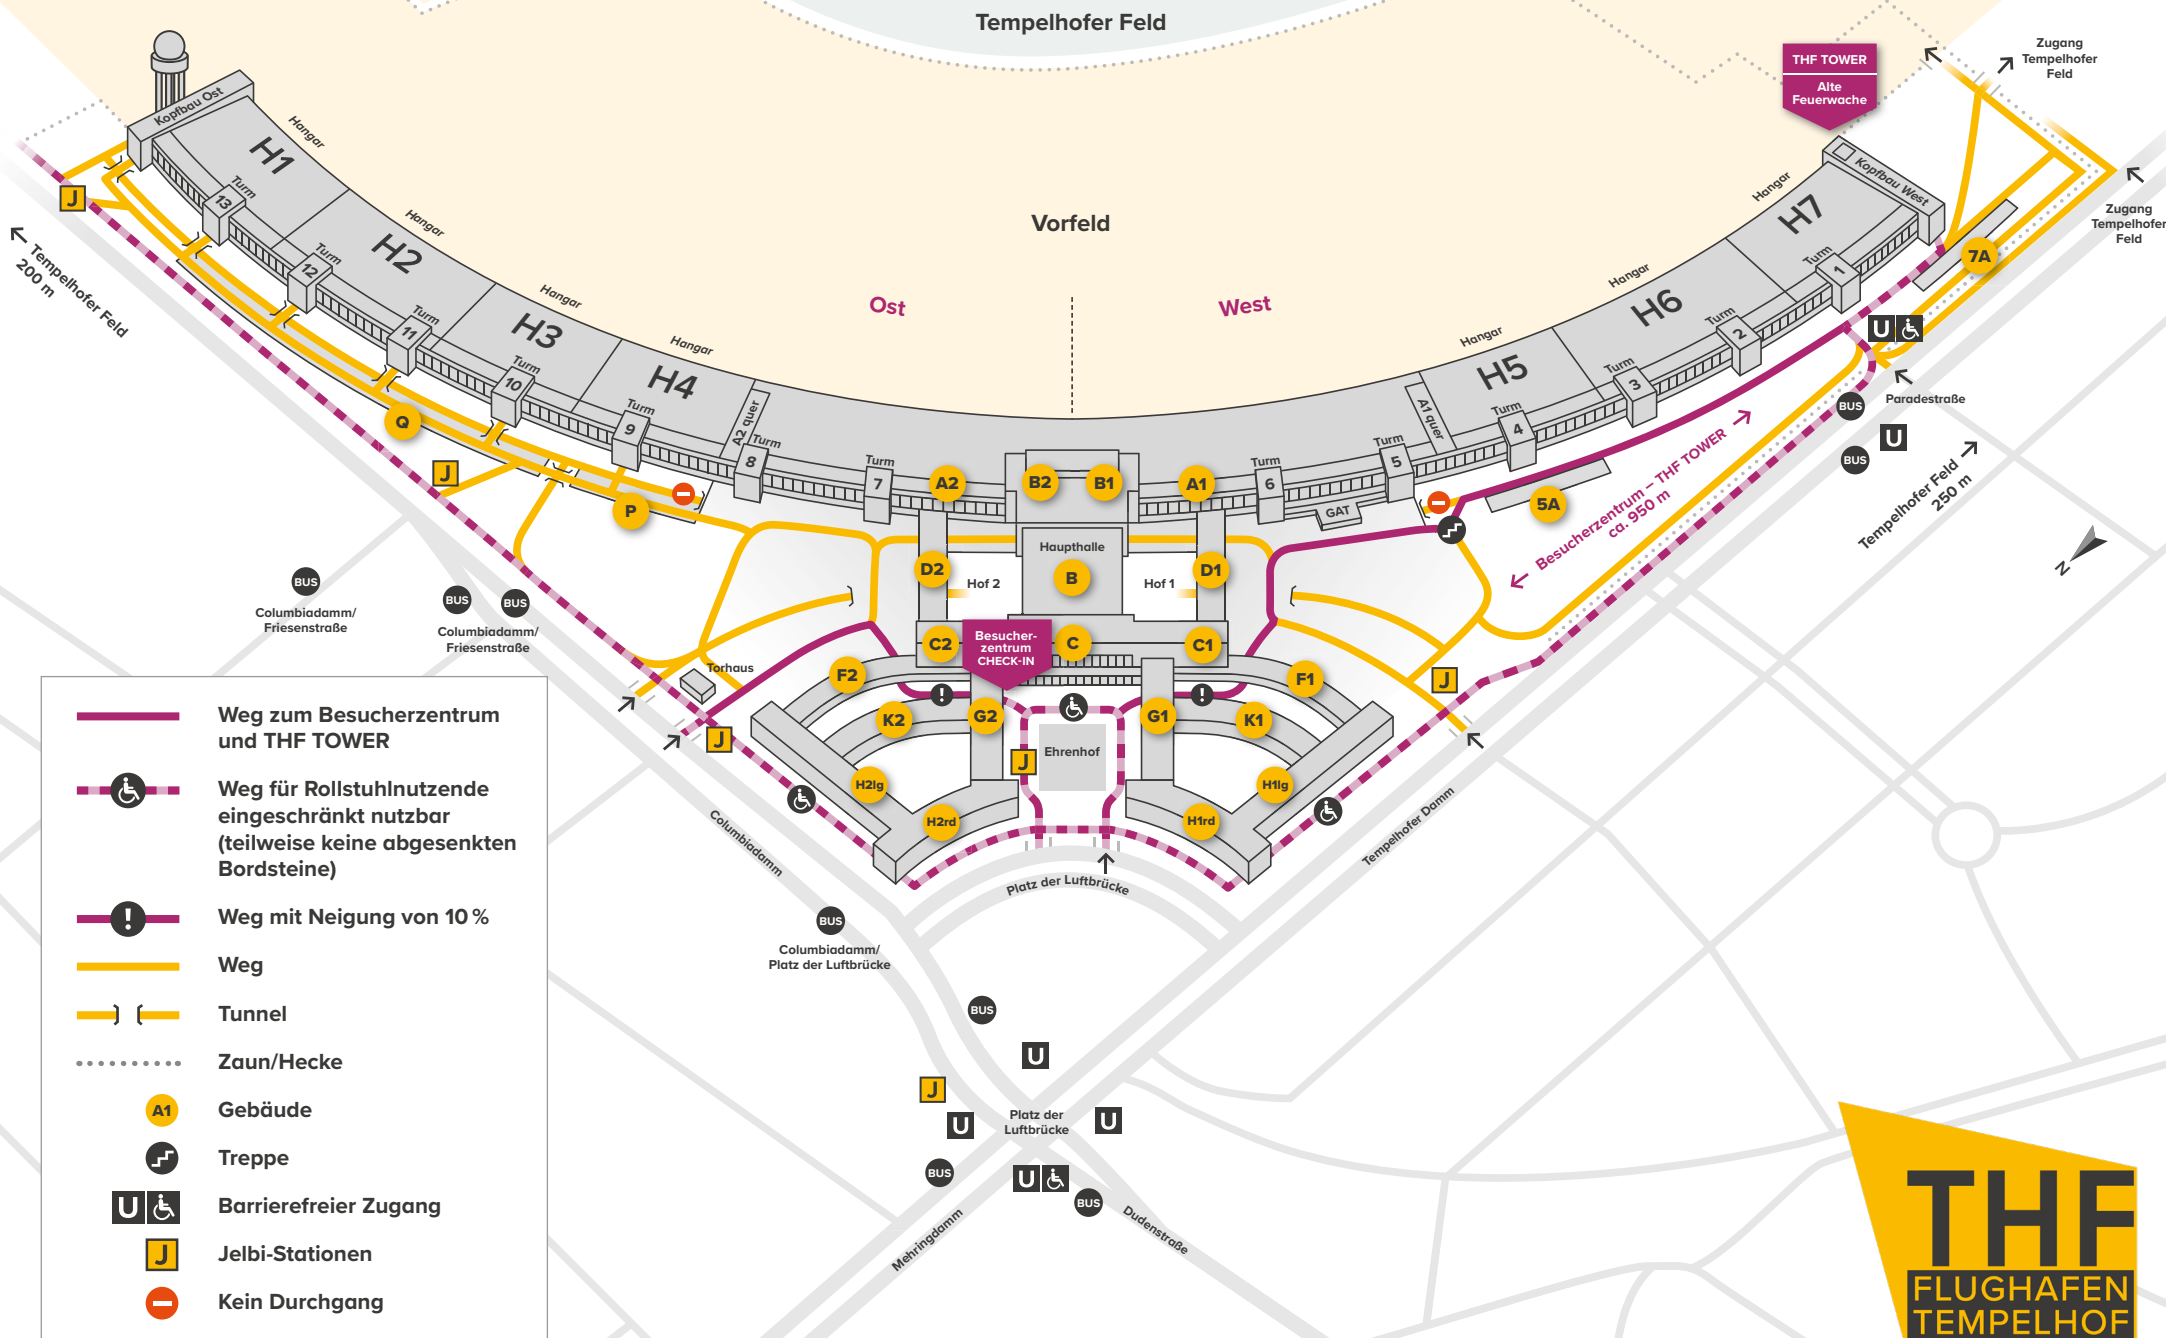 Tempelhofer Feld
THF TOWER
Alte
Feuerwache
Zugang
Tempelhofer
Feld
Zugang
Tempelhofer
Feld
Kopfbau Ost
Kopfbau West
Vorfeld
Ost
West
Hangar
H1
Hangar
H2
Hangar
H3
Hangar
H4
Hangar
H5
Hangar
H6
Hangar
H7
Turm
13
Turm
12
Turm
11
Turm
10
Turm
9
A2 quer
Turm
8
Turm
7
Turm
6
Turm
5
A1 quer
Turm
4
Turm
3
Turm
2
Turm
1
7A
J
Tempelhofer Feld
200 m
U
Paradestraße
BUS
U
BUS
Tempelhofer Feld
250 m
N
Besucherzentrum – THF TOWER
ca. 950 m
Q
J
P
A2
B2
B1
A1
GAT
5A
Haupthalle
B
D2
Hof 2
Hof 1
D1
BUS
Columbiadamm/
Friesenstraße
BUS
BUS
Columbiadamm/
Friesenstraße
Torhaus
J
C2
Besucher-
zentrum
CHECK-IN
C
C1
F2
F1
!
!
K2
G2
G1
K1
J
Ehrenhof
J
H2lg
H1lg
H2rd
H1rd
Columbiadamm
Tempelhofer Damm
Platz der Luftbrücke
BUS
Columbiadamm/
Platz der Luftbrücke
BUS
U
J
U
Platz der
Luftbrücke
U
BUS
U
BUS
Mehringdamm
Dudenstraße
Weg zum Besucherzentrum
und THF TOWER
Weg für Rollstuhlnutzende
eingeschränkt nutzbar
(teilweise keine abgesenkten
Bordsteine)
! Weg mit Neigung von 10 %
Weg
Tunnel
Zaun/Hecke
A1 Gebäude
Treppe
U Barrierefreier Zugang
J Jelbi-Stationen
Kein Durchgang
THF
FLUGHAFEN
TEMPELHOF